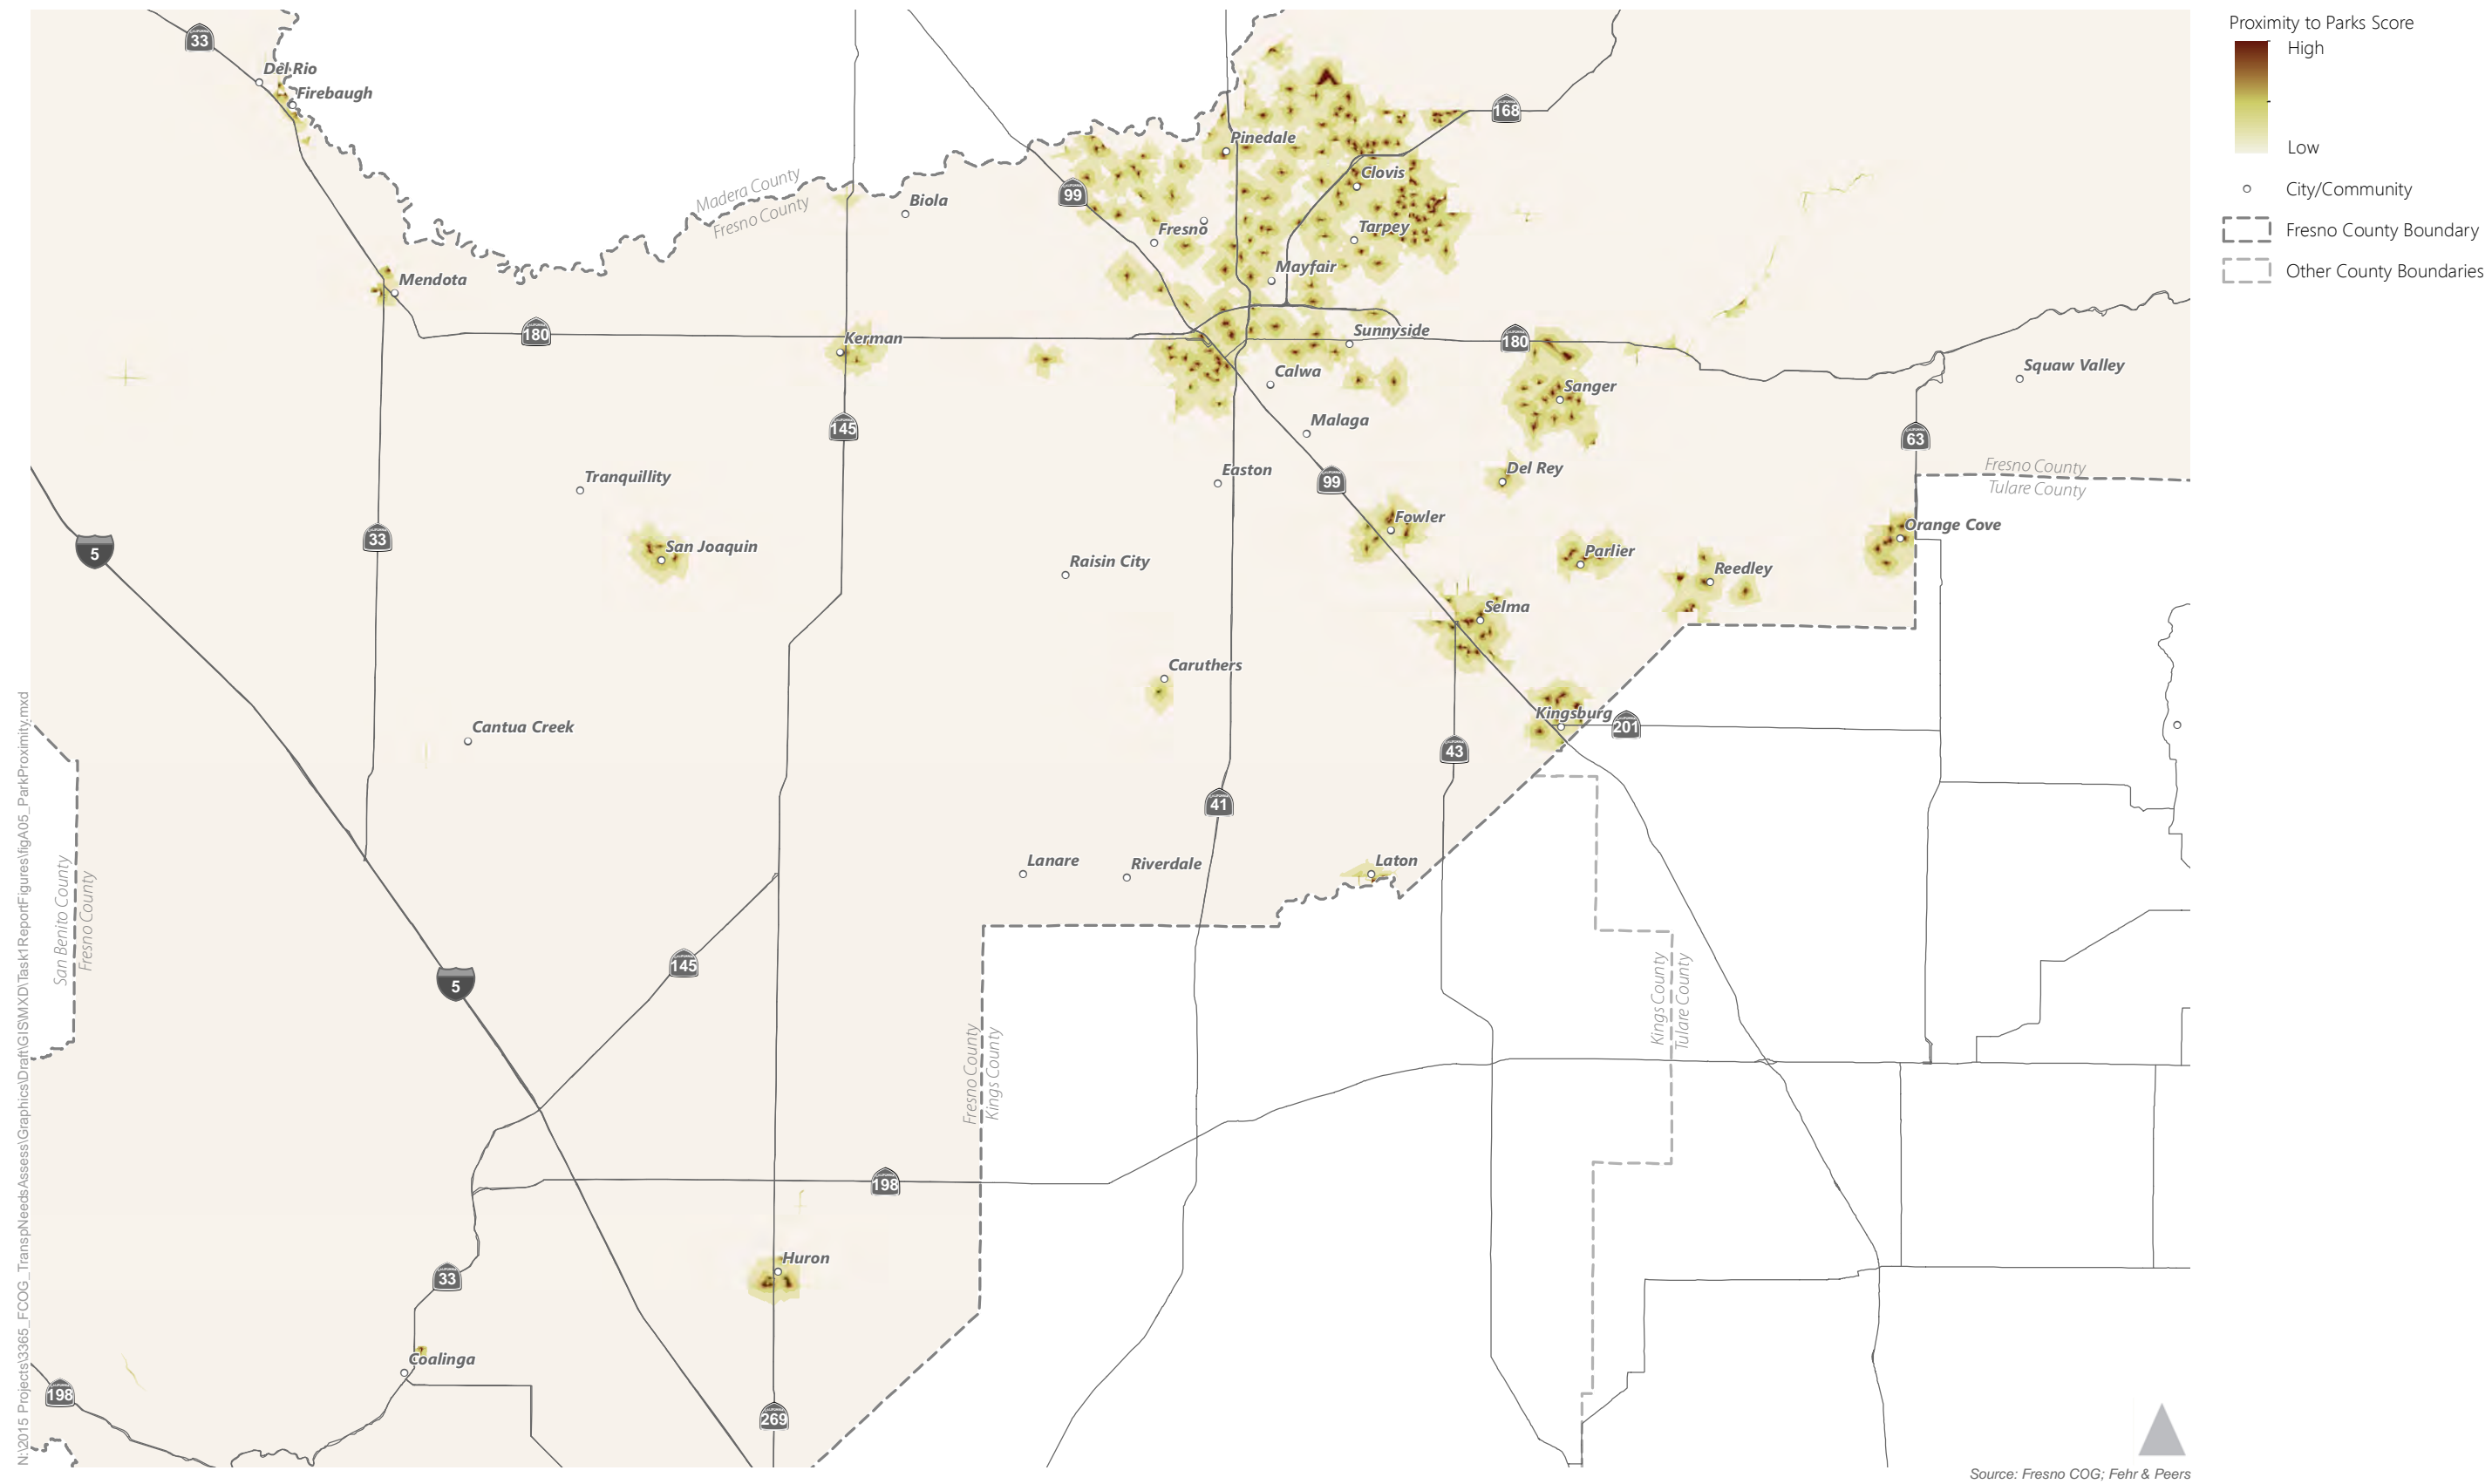 Proximity to Parks Score
High
Low
City/Community
Fresno County Boundary
Other County Boundaries
33
Del Rio
Firebaugh
168
Pinedale
Clovis
Madera County
Fresno County
99
Biola
Fresno
Tarpey
Mayfair
Mendota
180
Kerman
Sunnyside
180
Squaw Valley
Calwa
Sanger
Malaga
145
63
Tranquillity
Easton
Del Rey
99
Fresno County
Tulare County
5
33
San Joaquin
Raisin City
Fowler
Parlier
Reedley
Orange Cove
Selma
Caruthers
Cantua Creek
Kingsburg
201
43
41
San Benito County
Fresno County
Lanare
Riverdale
Laton
5
145
Fresno County
Kings County
Kings County
Tulare County
198
Huron
33
Coalinga
198
269
N:\2015 Projects\3365_FCOG_TranspNeedsAssess\Graphics\Draft\GIS\MXD\Task1ReportFigures\figA05_ParkProximity.mxd
Source: Fresno COG; Fehr & Peers